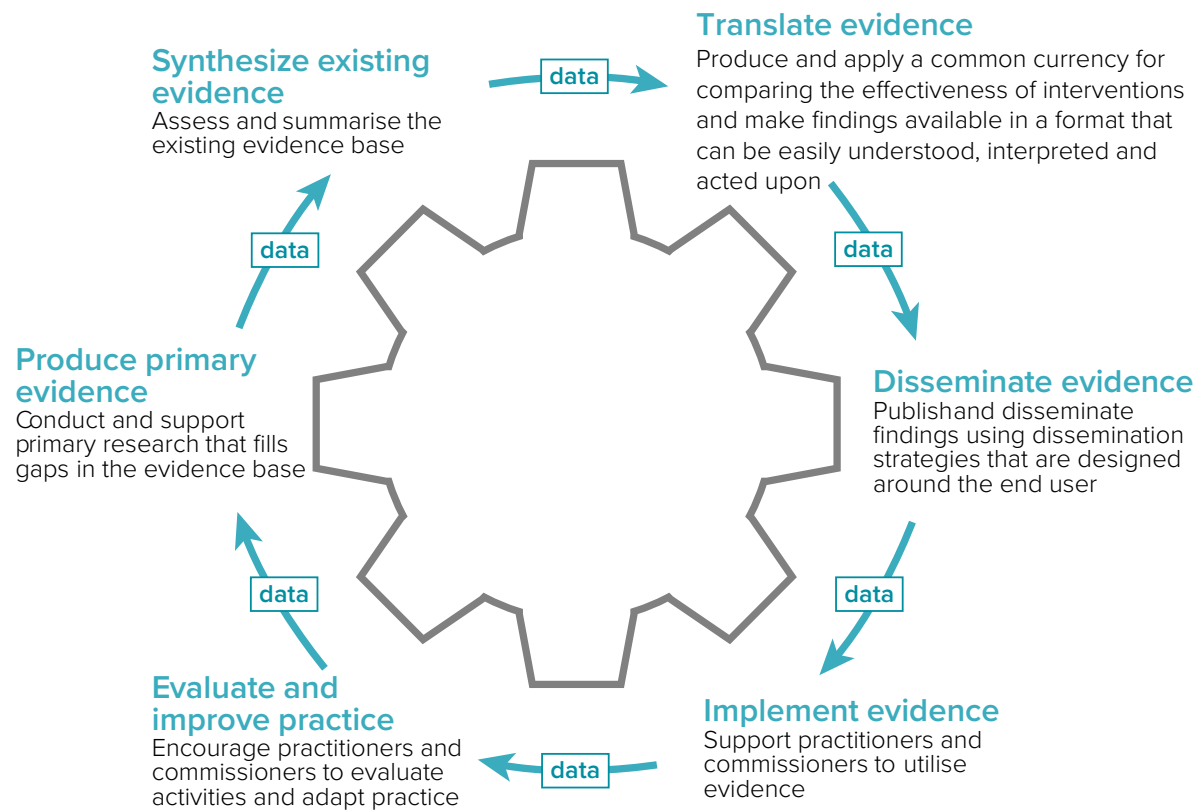 Synthesize existing
evidence
Assess and summarise the
existing evidence base
data
Translate evidence
Produce and apply a common currency for
comparing the effectiveness of interventions
and make findings available in a format that
can be easily understood, interpreted and
acted upon
data
Disseminate evidence
Publishand disseminate
findings using dissemination
strategies that are designed
around the end user
data
Implement evidence
Support practitioners and
commissioners to utilise
evidence
data
Evaluate and
improve practice
Encourage practitioners and
commissioners to evaluate
activities and adapt practice
data
Produce primary
evidence
Conduct and support
primary research that fills
gaps in the evidence base
data